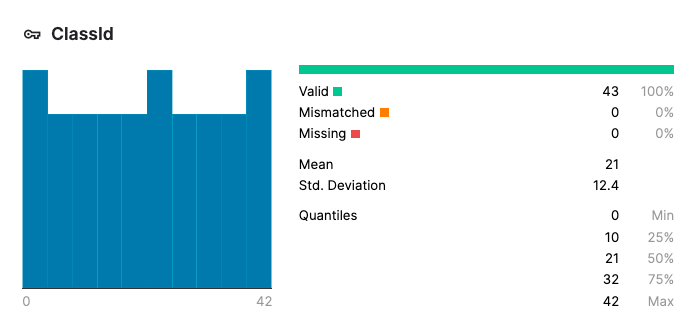 ClassId
Valid 43 100%
Mismatched 0 0%
Missing 0 0%
Mean 21
Std. Deviation 12.4
Quantiles 0 Min
10 25%
21 50%
32 75%
42 Max
0 42